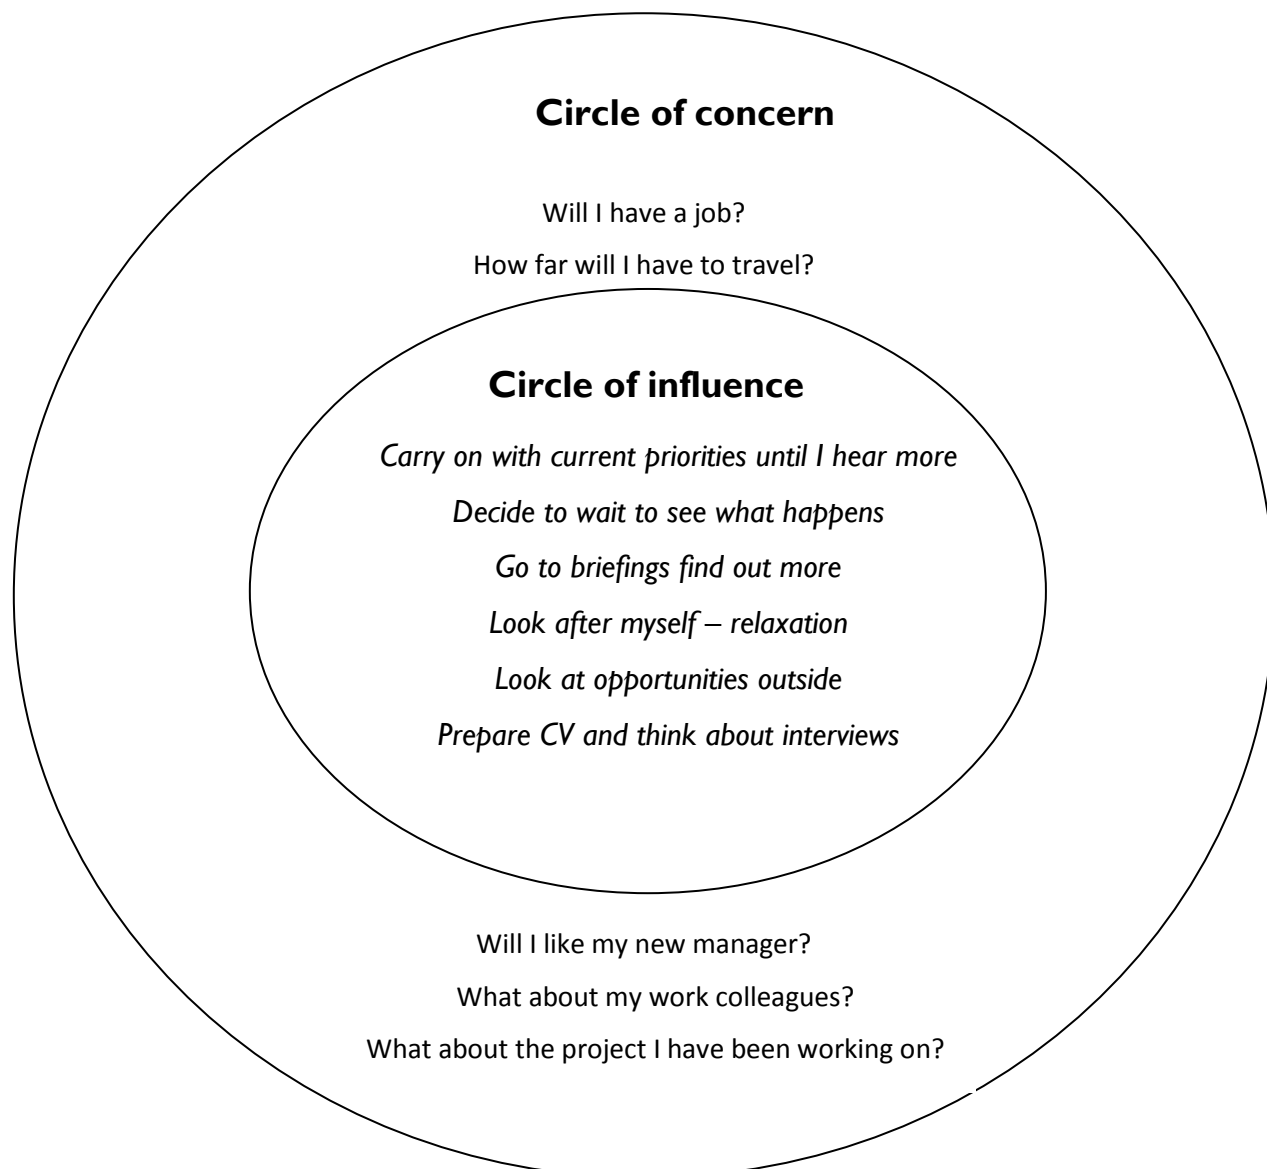 Circle of concern
Will I have a job?
How far will I have to travel?
Circle of influence
Carry on with current priorities until I hear more
Decide to wait to see what happens
Go to briefings find out more
Look after myself – relaxation
Look at opportunities outside
Prepare CV and think about interviews
Will I like my new manager?
What about my work colleagues?
What about the project I have been working on?